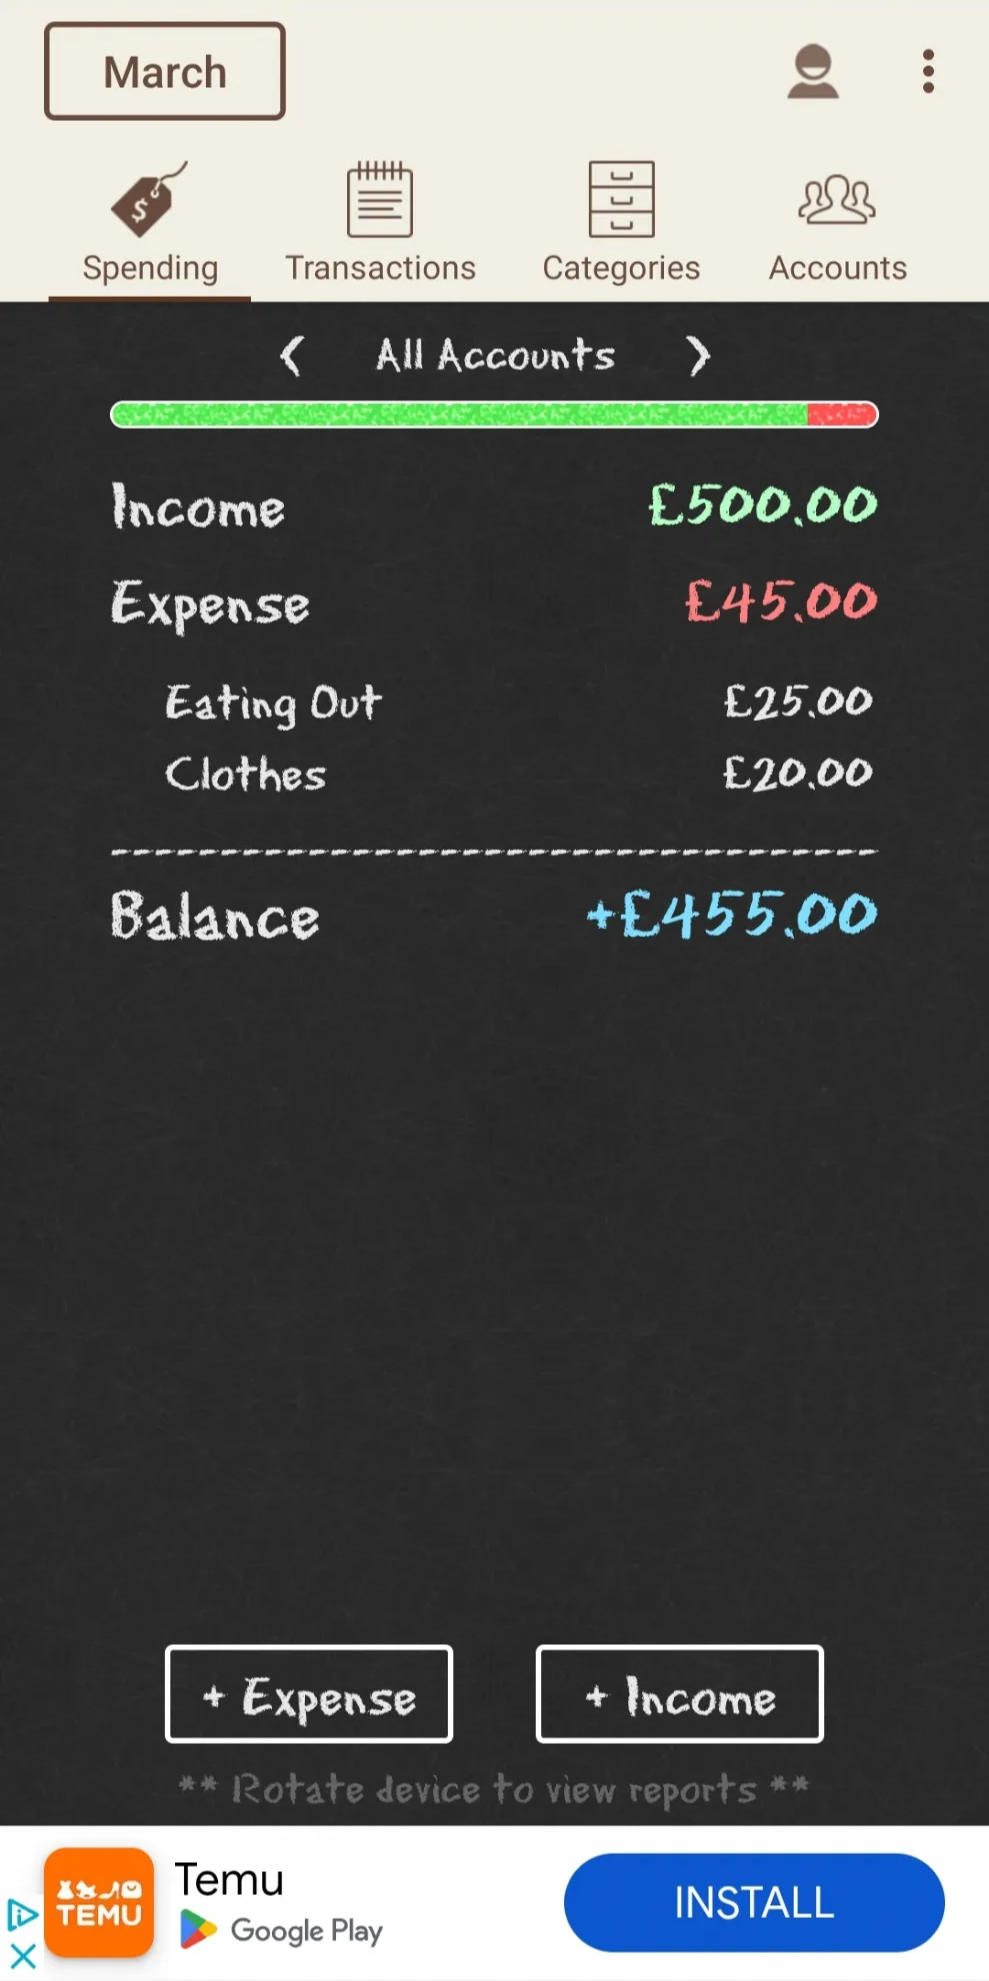 March
Spending Transactions Categories Accounts
All Accounts
Income £500.00
Expense £45.00
Eating Out £25.00
Clothes £20.00
Balance +£455.00
+ Expense + Income
** Rotate device to view reports **
TEMU
Temu
Google Play
INSTALL